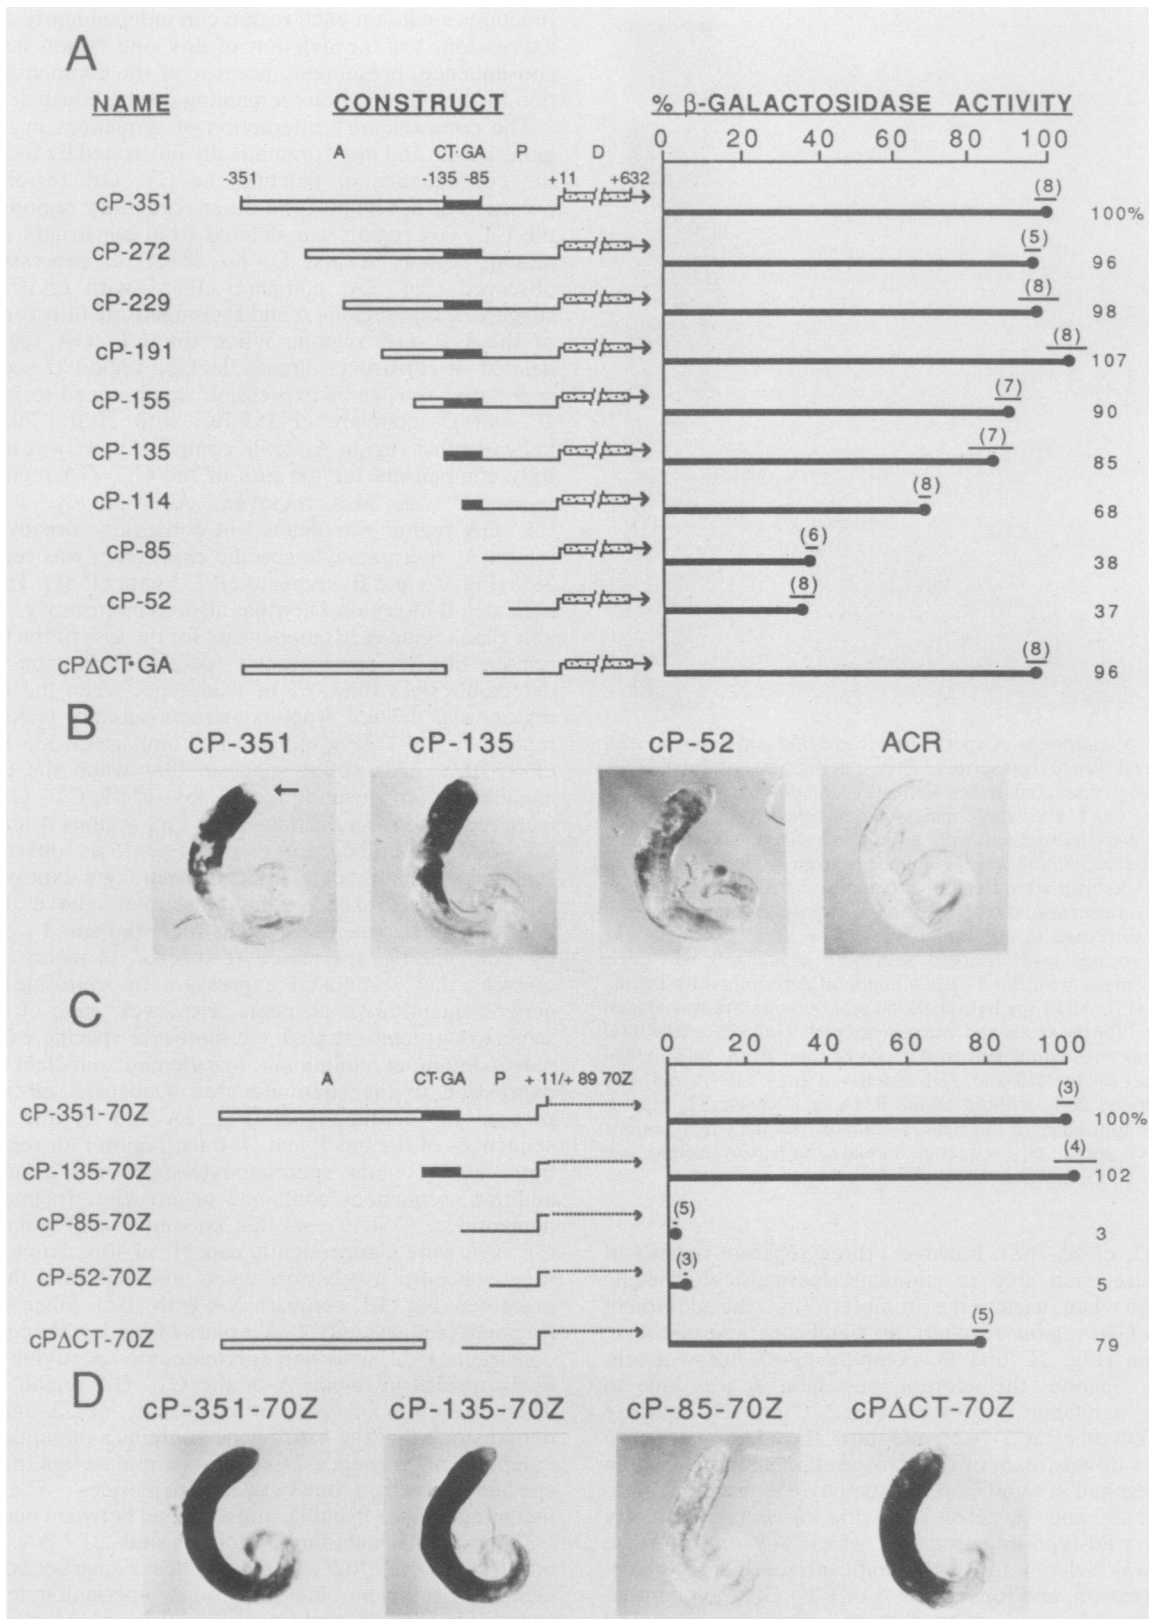 A
NAME CONSTRUCT % β-GALACTOSIDASE ACTIVITY
0 20 40 60 80 100
A CT·GA P D
-351 -135 -85 +11 +632
cP-351 (8) 100%
cP-272 (5) 96
cP-229 (8) 98
cP-191 (8) 107
cP-155 (7) 90
cP-135 (7) 85
cP-114 (8) 68
cP-85 (6) 38
cP-52 (8) 37
cPΔCT·GA (8) 96
B
cP-351 cP-135 cP-52 ACR
C
0 20 40 60 80 100
A CT·GA P + 11/+ 89 70Z
cP-351-70Z (3) 100%
cP-135-70Z (4) 102
cP-85-70Z (5) 3
cP-52-70Z (3) 5
cPΔCT-70Z (5) 79
D
cP-351-70Z cP-135-70Z cP-85-70Z cPΔCT-70Z